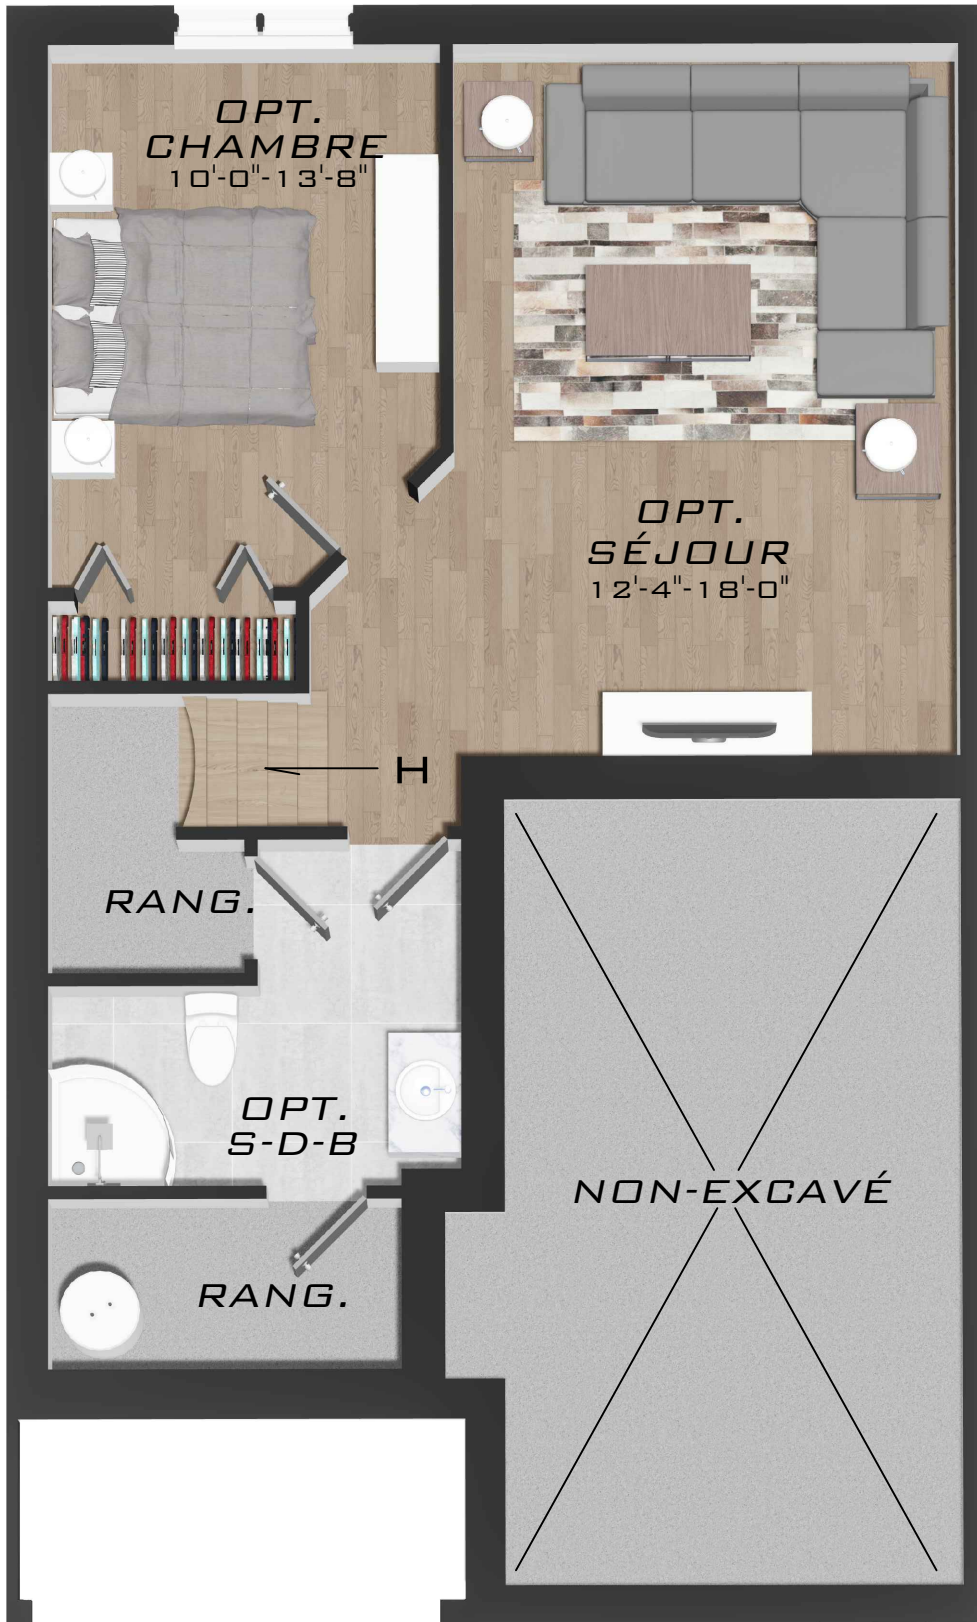 OPT.
CHAMBRE
10'-0"-13'-8"
OPT.
SÉJOUR
12'-4"-18'-0"
H
RANG.
OPT.
S-D-B
NON-EXCAVÉ
RANG.